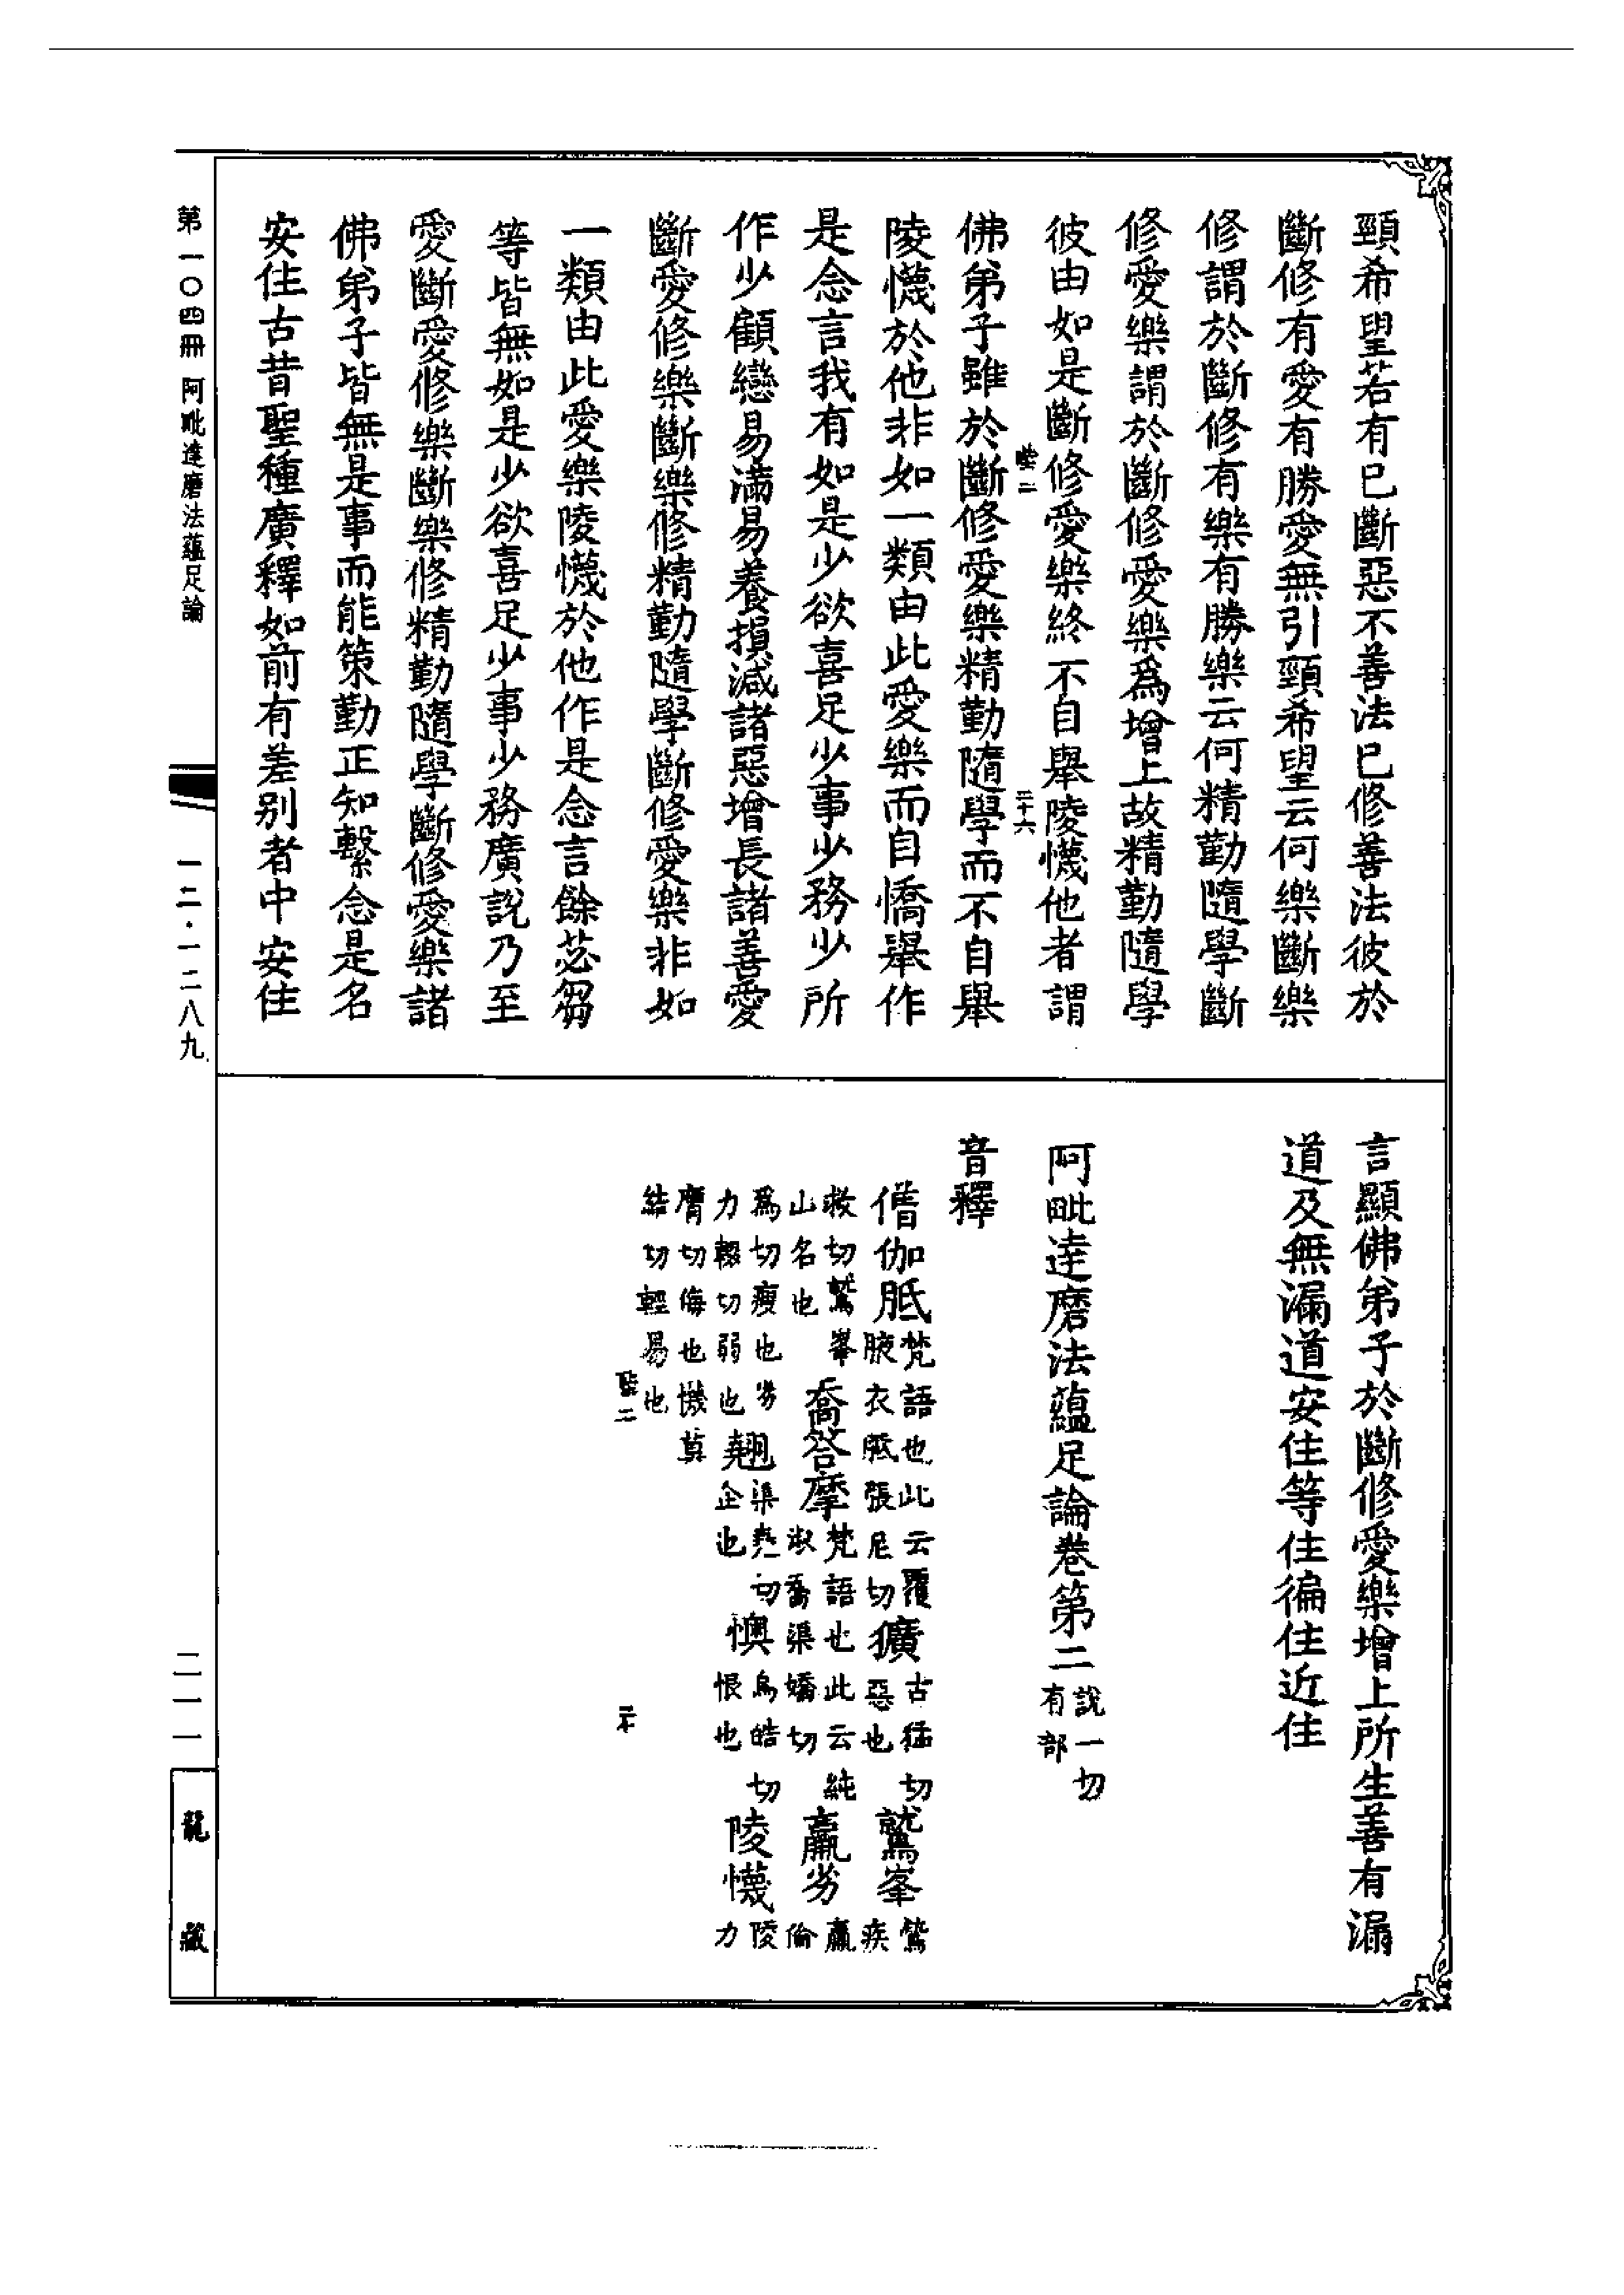 頸希望若有已斷惡不善法已修善法彼於
斷修有愛有勝愛無引頸希望云何樂斷樂
修謂於斷修有樂有勝樂云何精勤隨學斷
修愛樂謂於斷修愛樂爲增上故精勤隨學
彼由如是斷修愛樂終不自舉陵懱他者謂
二十六
佛弟子雖於斷修愛樂精勤隨學而不自舉
陵懱於他非如一類由此愛樂而自憍舉作
是念言我有如是少欲喜足少事少務少所
作少顧戀易滿易養損減諸惡增長諸善愛
斷愛修樂斷樂修精勤隨學斷修愛樂非如
一類由此愛樂陵懱於他作是念言餘苾芻
等皆無如是少欲喜足少事少務廣說乃至
愛斷愛修樂斷樂修精勤隨學斷修愛樂諸
佛弟子皆無是事而能策勤正知繫念是名
安住古昔聖種廣釋如前有差别者中安住
言顯佛弟子於斷修愛樂增上所生善有漏
道及無漏道安住等住徧住近住
阿毗達磨法蘊足論卷第二說一切有部
音釋
僧伽胝梵語也此云覆腋衣胝張尼切獷古猛切惡也鷲峯鷲疾
救切鷲峯山名也喬答摩梵語也此云純淑喬渠嬌切羸劣羸倫
爲切瘦也劣力輟切弱也翹渠堯切企也懊烏皓切恨也陵懱陵力
膺切侮也懱莫結切輕易也
第一〇四冊 阿毗達磨法蘊足論
一二·一二八九
二一一
龍藏